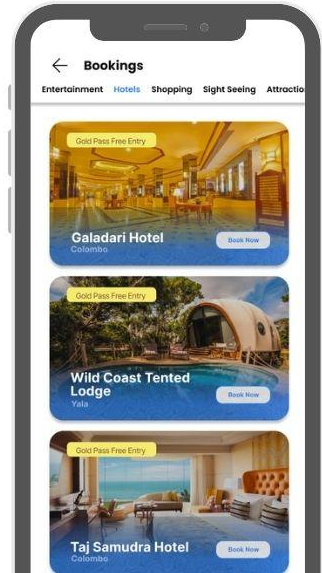 Bookings
Entertainment Hotels Shopping Sight Seeing Attractio
Gold Pass Free Entry
Galadari Hotel
Colombo
Book Now
Gold Pass Free Entry
Wild Coast Tented
Lodge
Yala
Book Now
Gold Pass Free Entry
Taj Samudra Hotel
Colombo
Book Now